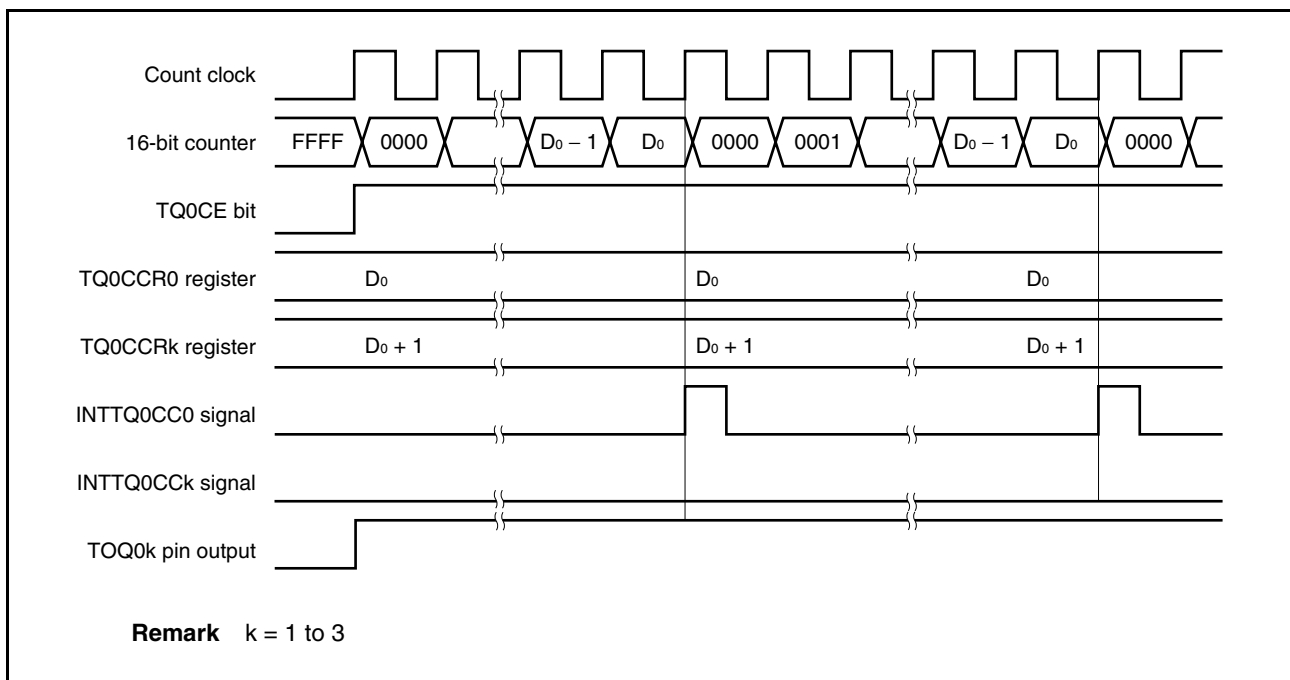 Count clock
16-bit counter FFFF 0000 D₀ − 1 D₀ 0000 0001 D₀ − 1 D₀ 0000
TQ0CE bit
TQ0CCR0 register D₀ D₀ D₀
TQ0CCRk register D₀ + 1 D₀ + 1 D₀ + 1
INTTQ0CC0 signal
INTTQ0CCk signal
TOQ0k pin output
Remark k = 1 to 3